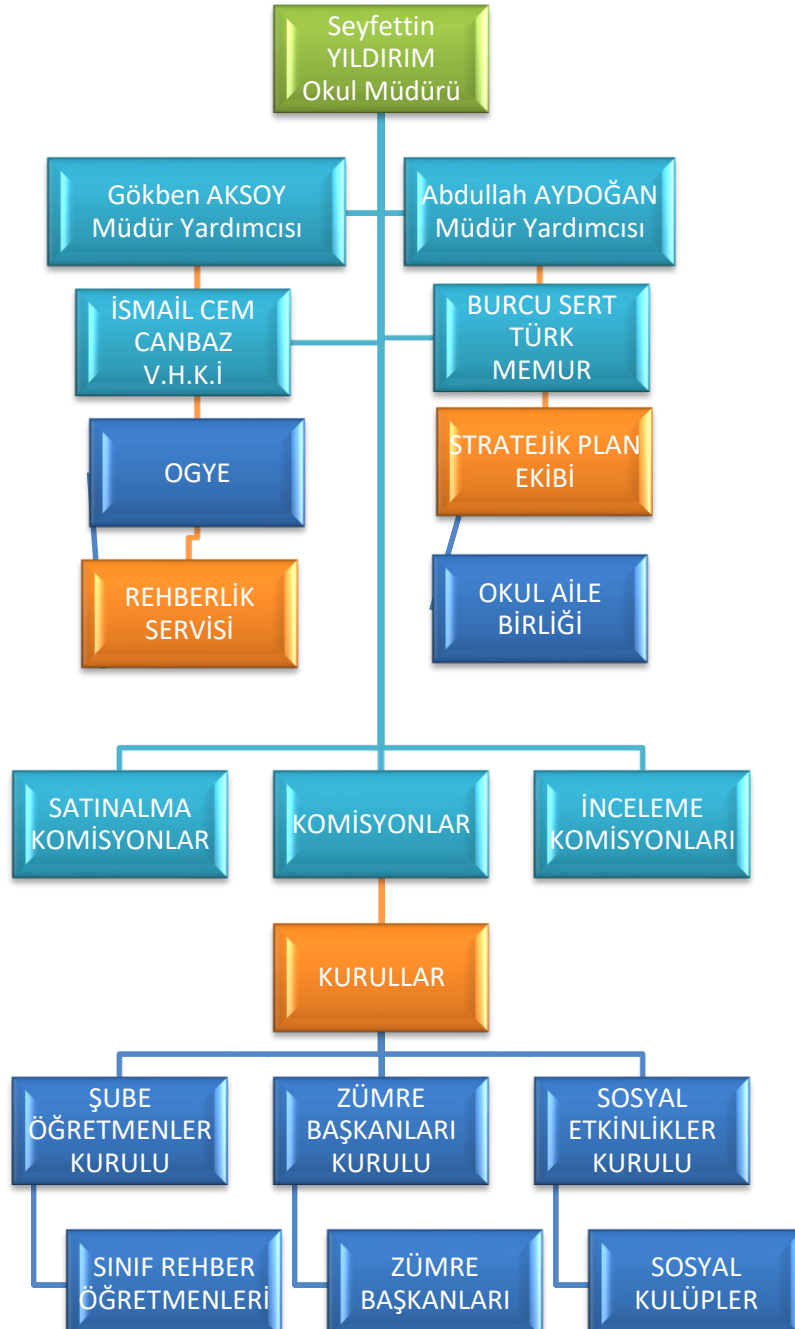 Seyfettin
YILDIRIM
Okul Müdürü
Gökben AKSOY
Müdür Yardımcısı
Abdullah AYDOĞAN
Müdür Yardımcısı
İSMAİL CEM
CANBAZ
V.H.K.İ
BURCU SERT
TÜRK
MEMUR
OGYE
STRATEJİK PLAN
EKİBİ
REHBERLİK
SERVİSİ
OKUL AİLE
BİRLİĞİ
SATINALMA
KOMİSYONLAR
KOMİSYONLAR
İNCELEME
KOMİSYONLARI
KURULLAR
ŞUBE
ÖĞRETMENLER
KURULU
ZÜMRE
BAŞKANLARI
KURULU
SOSYAL
ETKİNLİKLER
KURULU
SINIF REHBER
ÖĞRETMENLERİ
ZÜMRE
BAŞKANLARI
SOSYAL
KULÜPLER